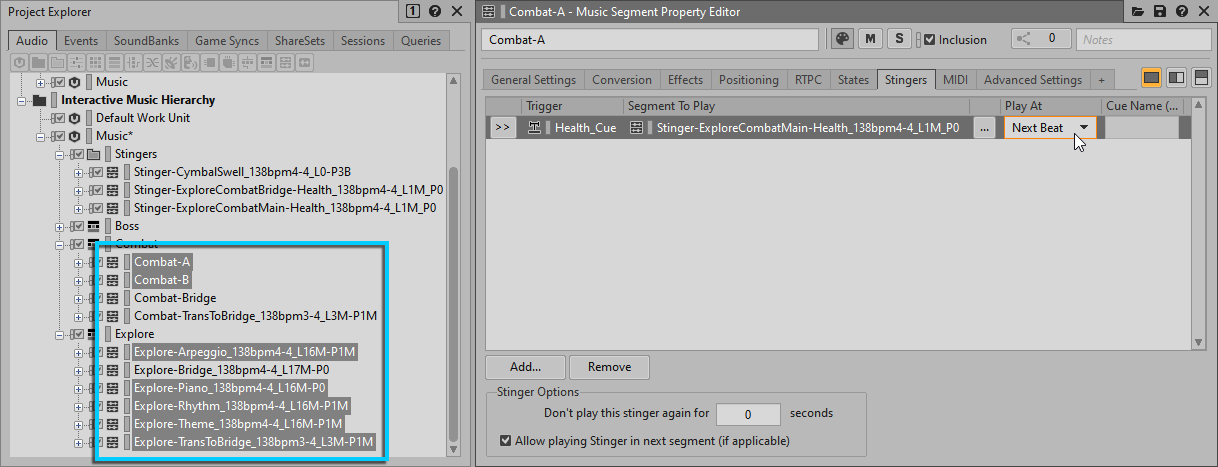 Project Explorer
1
Audio Events SoundBanks Game Syncs ShareSets Sessions Queries
Music
Interactive Music Hierarchy
Default Work Unit
Music*
Stingers
Stinger-CymbalSwell_138bpm4-4_L0-P3B
Stinger-ExploreCombatBridge-Health_138bpm4-4_L1M_P0
Stinger-ExploreCombatMain-Health_138bpm4-4_L1M_P0
Boss
Combat
Combat-A
Combat-B
Combat-Bridge
Combat-TransToBridge_138bpm3-4_L3M-P1M
Explore
Explore-Arpeggio_138bpm4-4_L16M-P1M
Explore-Bridge_138bpm4-4_L17M-P0
Explore-Piano_138bpm4-4_L16M-P0
Explore-Rhythm_138bpm4-4_L16M-P1M
Explore-Theme_138bpm4-4_L16M-P1M
Explore-TransToBridge_138bpm3-4_L3M-P1M
Combat-A - Music Segment Property Editor
Combat-A M S Inclusion 0 Notes
General Settings Conversion Effects Positioning RTPC States Stingers MIDI Advanced Settings +
Trigger Segment To Play Play At Cue Name (...
>> Health_Cue Stinger-ExploreCombatMain-Health_138bpm4-4_L1M_P0 ... Next Beat
Add... Remove
Stinger Options
Don't play this stinger again for 0 seconds
Allow playing Stinger in next segment (if applicable)